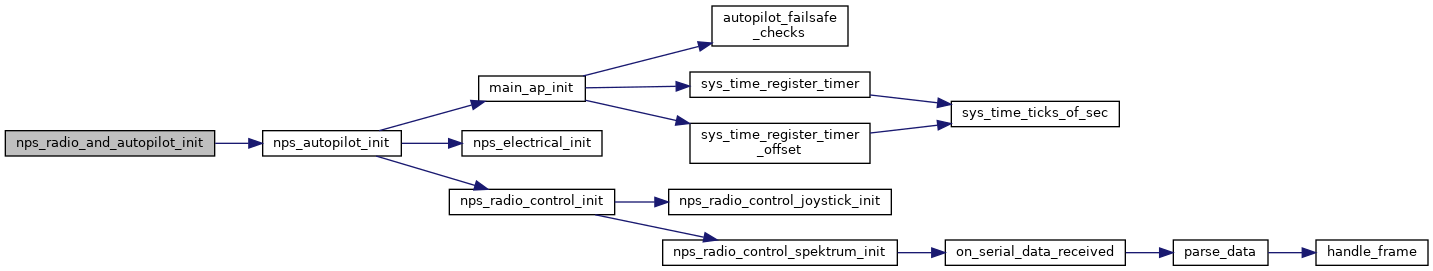 autopilot_failsafe
_checks
main_ap_init
sys_time_register_timer
sys_time_ticks_of_sec
nps_radio_and_autopilot_init
nps_autopilot_init
nps_electrical_init
sys_time_register_timer
_offset
nps_radio_control_init
nps_radio_control_joystick_init
nps_radio_control_spektrum_init
on_serial_data_received
parse_data
handle_frame